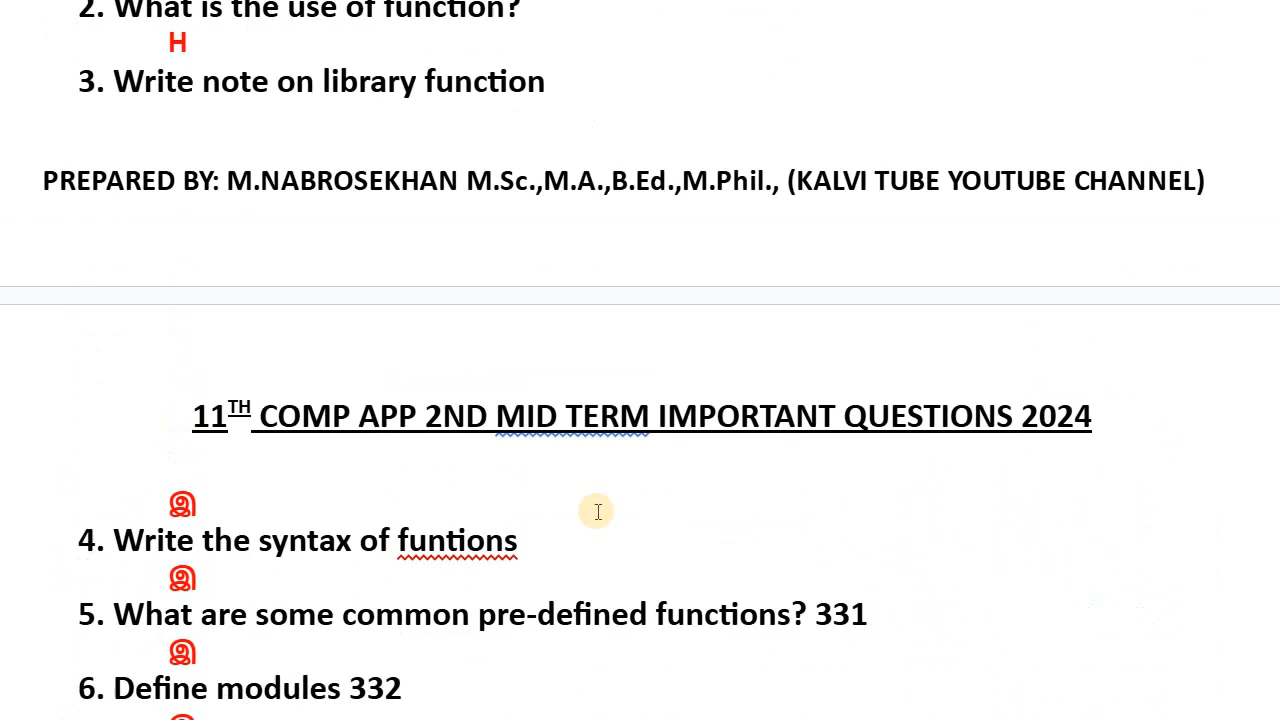 2. What is the use of function?
H
3. Write note on library function
PREPARED BY: M.NABROSEKHAN M.Sc.,M.A.,B.Ed.,M.Phil., (KALVI TUBE YOUTUBE CHANNEL)
11TH COMP APP 2ND MID TERM IMPORTANT QUESTIONS 2024
இ
4. Write the syntax of funtions
இ
5. What are some common pre-defined functions? 331
இ
6. Define modules 332